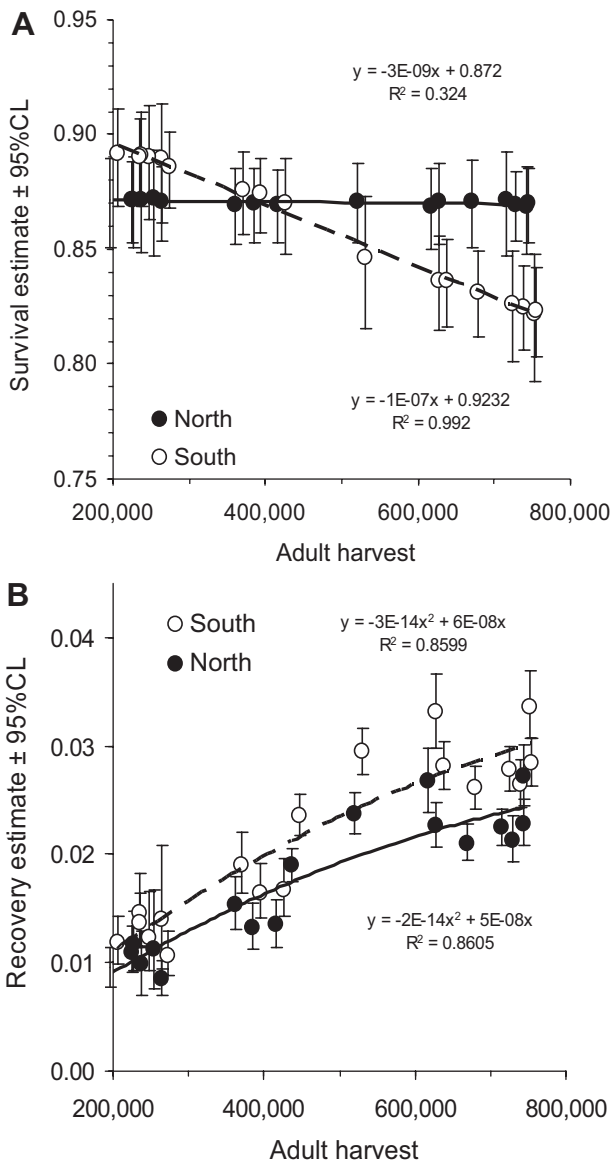 A
0.95
y = -3E-09x + 0.872
R² = 0.324
0.90
Survival estimate ± 95%CL
0.85
0.80
y = -1E-07x + 0.9232
R² = 0.992
North
South
0.75
200,000 400,000 600,000 800,000
Adult harvest
B
South
North
y = -3E-14x² + 6E-08x
R² = 0.8599
0.04
Recovery estimate ± 95%CL
0.03
0.02
y = -2E-14x² + 5E-08x
R² = 0.8605
0.01
0.00
200,000 400,000 600,000 800,000
Adult harvest